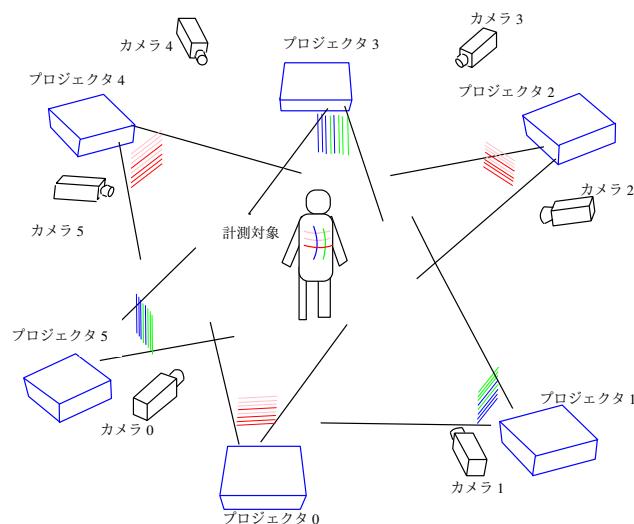 カメラ 3
カメラ 4
プロジェクタ 3
プロジェクタ 4
プロジェクタ 2
カメラ 2
カメラ 5
計測対象
プロジェクタ 5
プロジェクタ 1
カメラ 0
カメラ 1
プロジェクタ 0